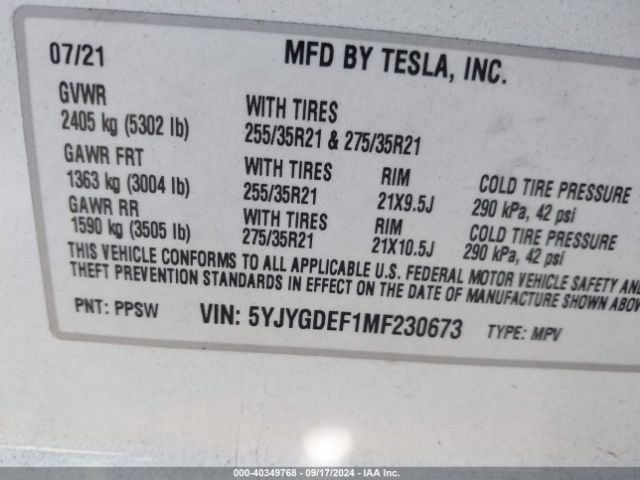 07/21 MFD BY TESLA, INC.
GVWR WITH TIRES
2405 kg (5302 lb) 255/35R21 & 275/35R21
GAWR FRT WITH TIRES RIM COLD TIRE PRESSURE
1363 kg (3004 lb) 255/35R21 21X9.5J 290 kPa, 42 psi
GAWR RR WITH TIRES RIM COLD TIRE PRESSURE
1590 kg (3505 lb) 275/35R21 21X10.5J 290 kPa, 42 psi
THIS VEHICLE CONFORMS TO ALL APPLICABLE U.S. FEDERAL MOTOR VEHICLE SAFETY AND
THEFT PREVENTION STANDARDS IN EFFECT ON THE DATE OF MANUFACTURE SHOWN ABOV
PNT: PPSW VIN: 5YJYGDEF1MF230673 TYPE: MPV
000-40349768 - 09/17/2024 - IAA Inc.